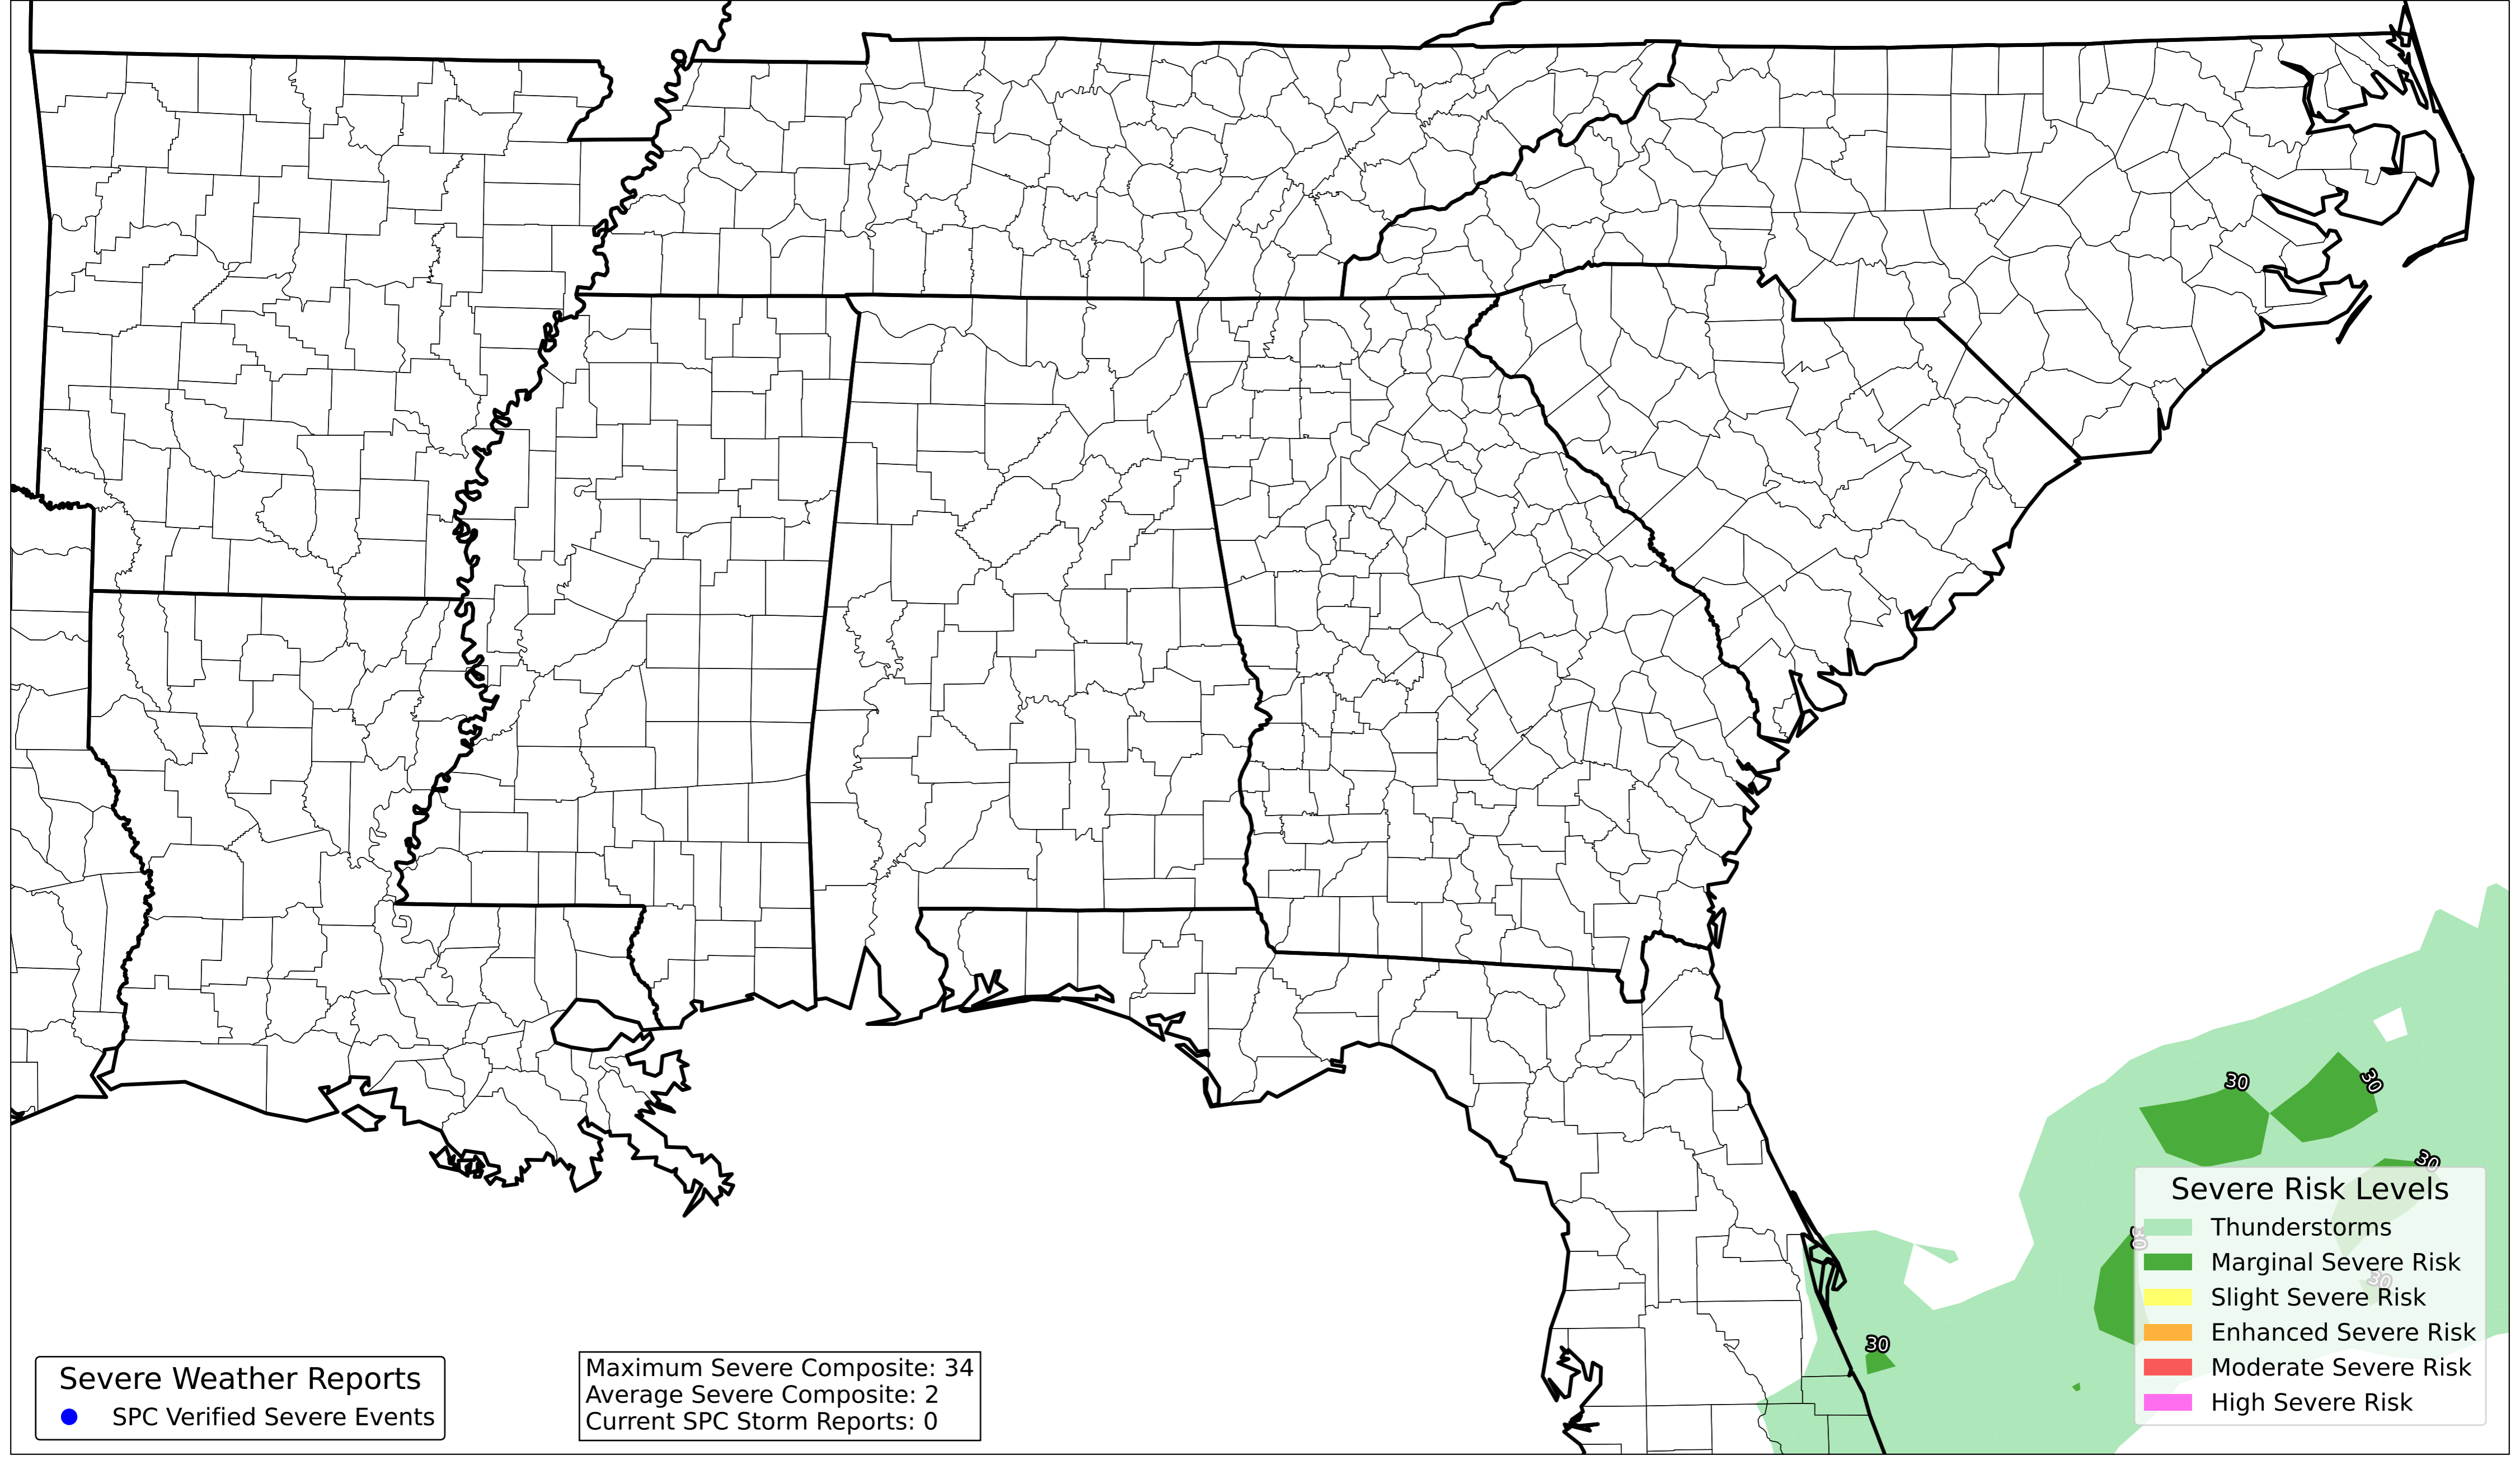 30
30
30
30
30
30
Severe Risk Levels
Thunderstorms
Marginal Severe Risk
Slight Severe Risk
Enhanced Severe Risk
Moderate Severe Risk
High Severe Risk
Severe Weather Reports
SPC Verified Severe Events
Maximum Severe Composite: 34
Average Severe Composite: 2
Current SPC Storm Reports: 0